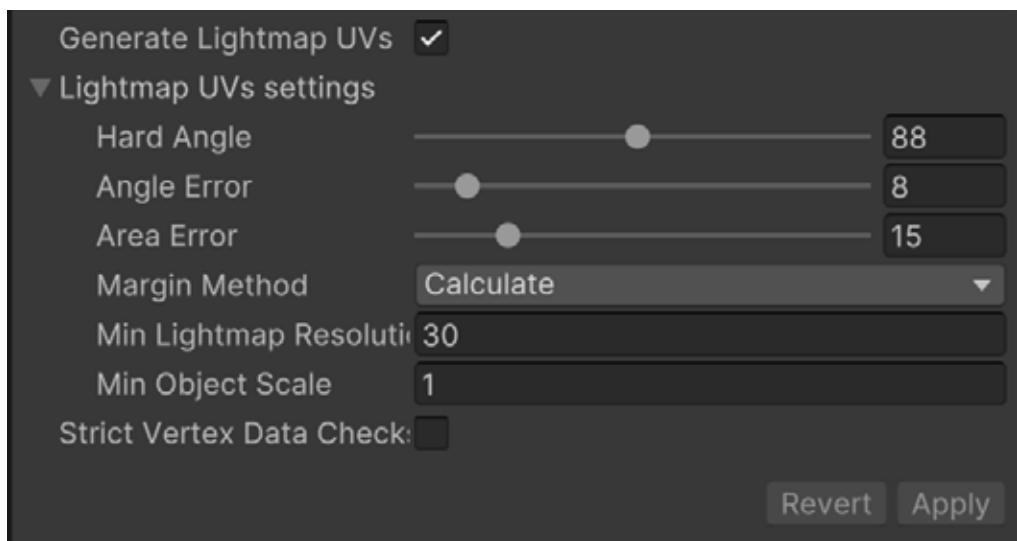 Generate Lightmap UVs
Lightmap UVs settings
Hard Angle 88
Angle Error 8
Area Error 15
Margin Method Calculate
Min Lightmap Resoluti 30
Min Object Scale 1
Strict Vertex Data Check
Revert Apply